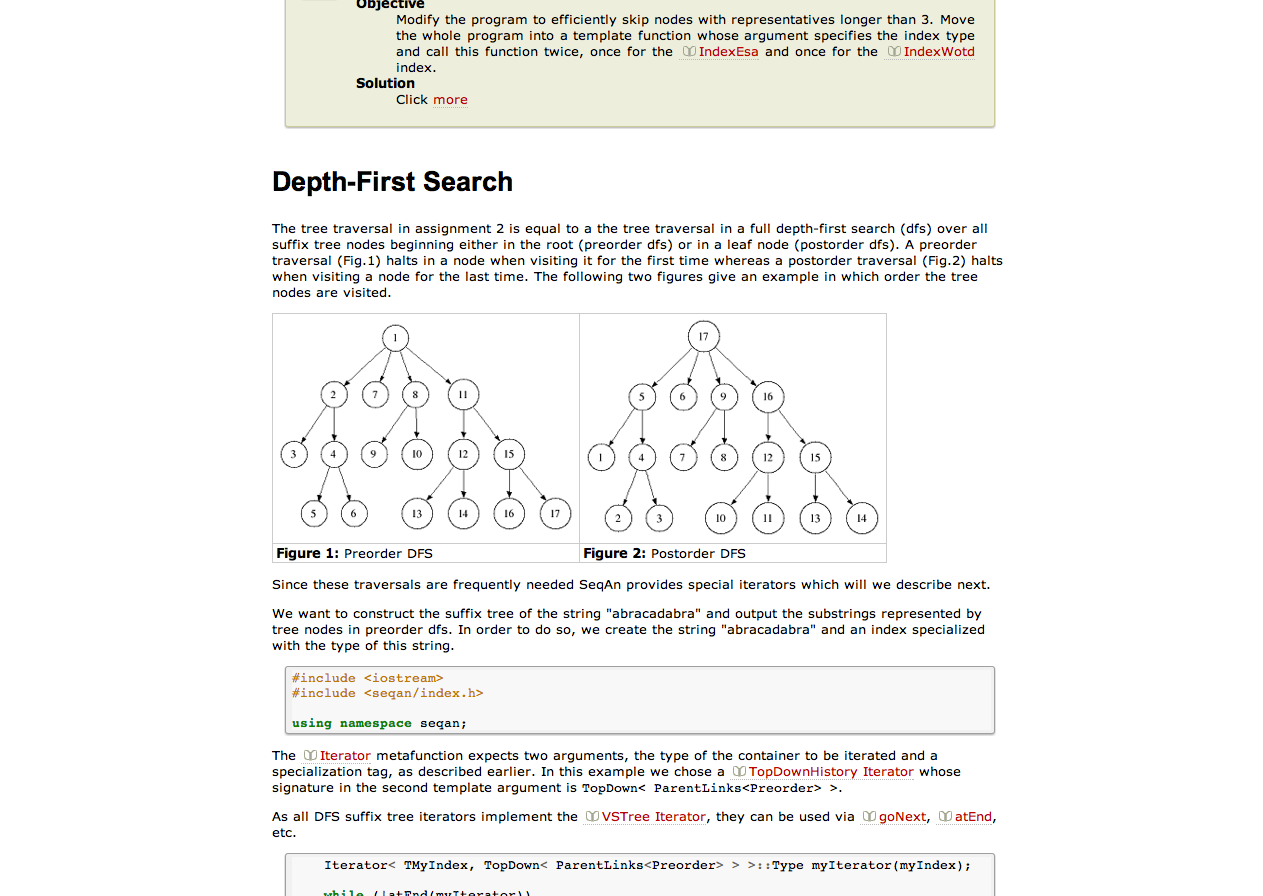 Objective
Modify the program to efficiently skip nodes with representatives longer than 3. Move
the whole program into a template function whose argument specifies the index type
and call this function twice, once for the IndexEsa and once for the IndexWotd
index.
Solution
Click more
Depth-First Search
The tree traversal in assignment 2 is equal to a the tree traversal in a full depth-first search (dfs) over all
suffix tree nodes beginning either in the root (preorder dfs) or in a leaf node (postorder dfs). A preorder
traversal (Fig.1) halts in a node when visiting it for the first time whereas a postorder traversal (Fig.2) halts
when visiting a node for the last time. The following two figures give an example in which order the tree
nodes are visited.
1
2 7 8 11
3 4 9 10 12 15
5 6 13 14 16 17
Figure 1: Preorder DFS
17
5 6 9 16
1 4 7 8 12 15
2 3 10 11 13 14
Figure 2: Postorder DFS
Since these traversals are frequently needed SeqAn provides special iterators which will we describe next.
We want to construct the suffix tree of the string "abracadabra" and output the substrings represented by
tree nodes in preorder dfs. In order to do so, we create the string "abracadabra" and an index specialized
with the type of this string.
#include <iostream>
#include <seqan/index.h>
using namespace seqan;
The Iterator metafunction expects two arguments, the type of the container to be iterated and a
specialization tag, as described earlier. In this example we chose a TopDownHistory Iterator whose
signature in the second template argument is TopDown< ParentLinks<Preorder> >.
As all DFS suffix tree iterators implement the VSTree Iterator, they can be used via goNext, atEnd,
etc.
Iterator< TMyIndex, TopDown< ParentLinks<Preorder> > >::Type myIterator(myIndex);
while (!atEnd(myIterator))